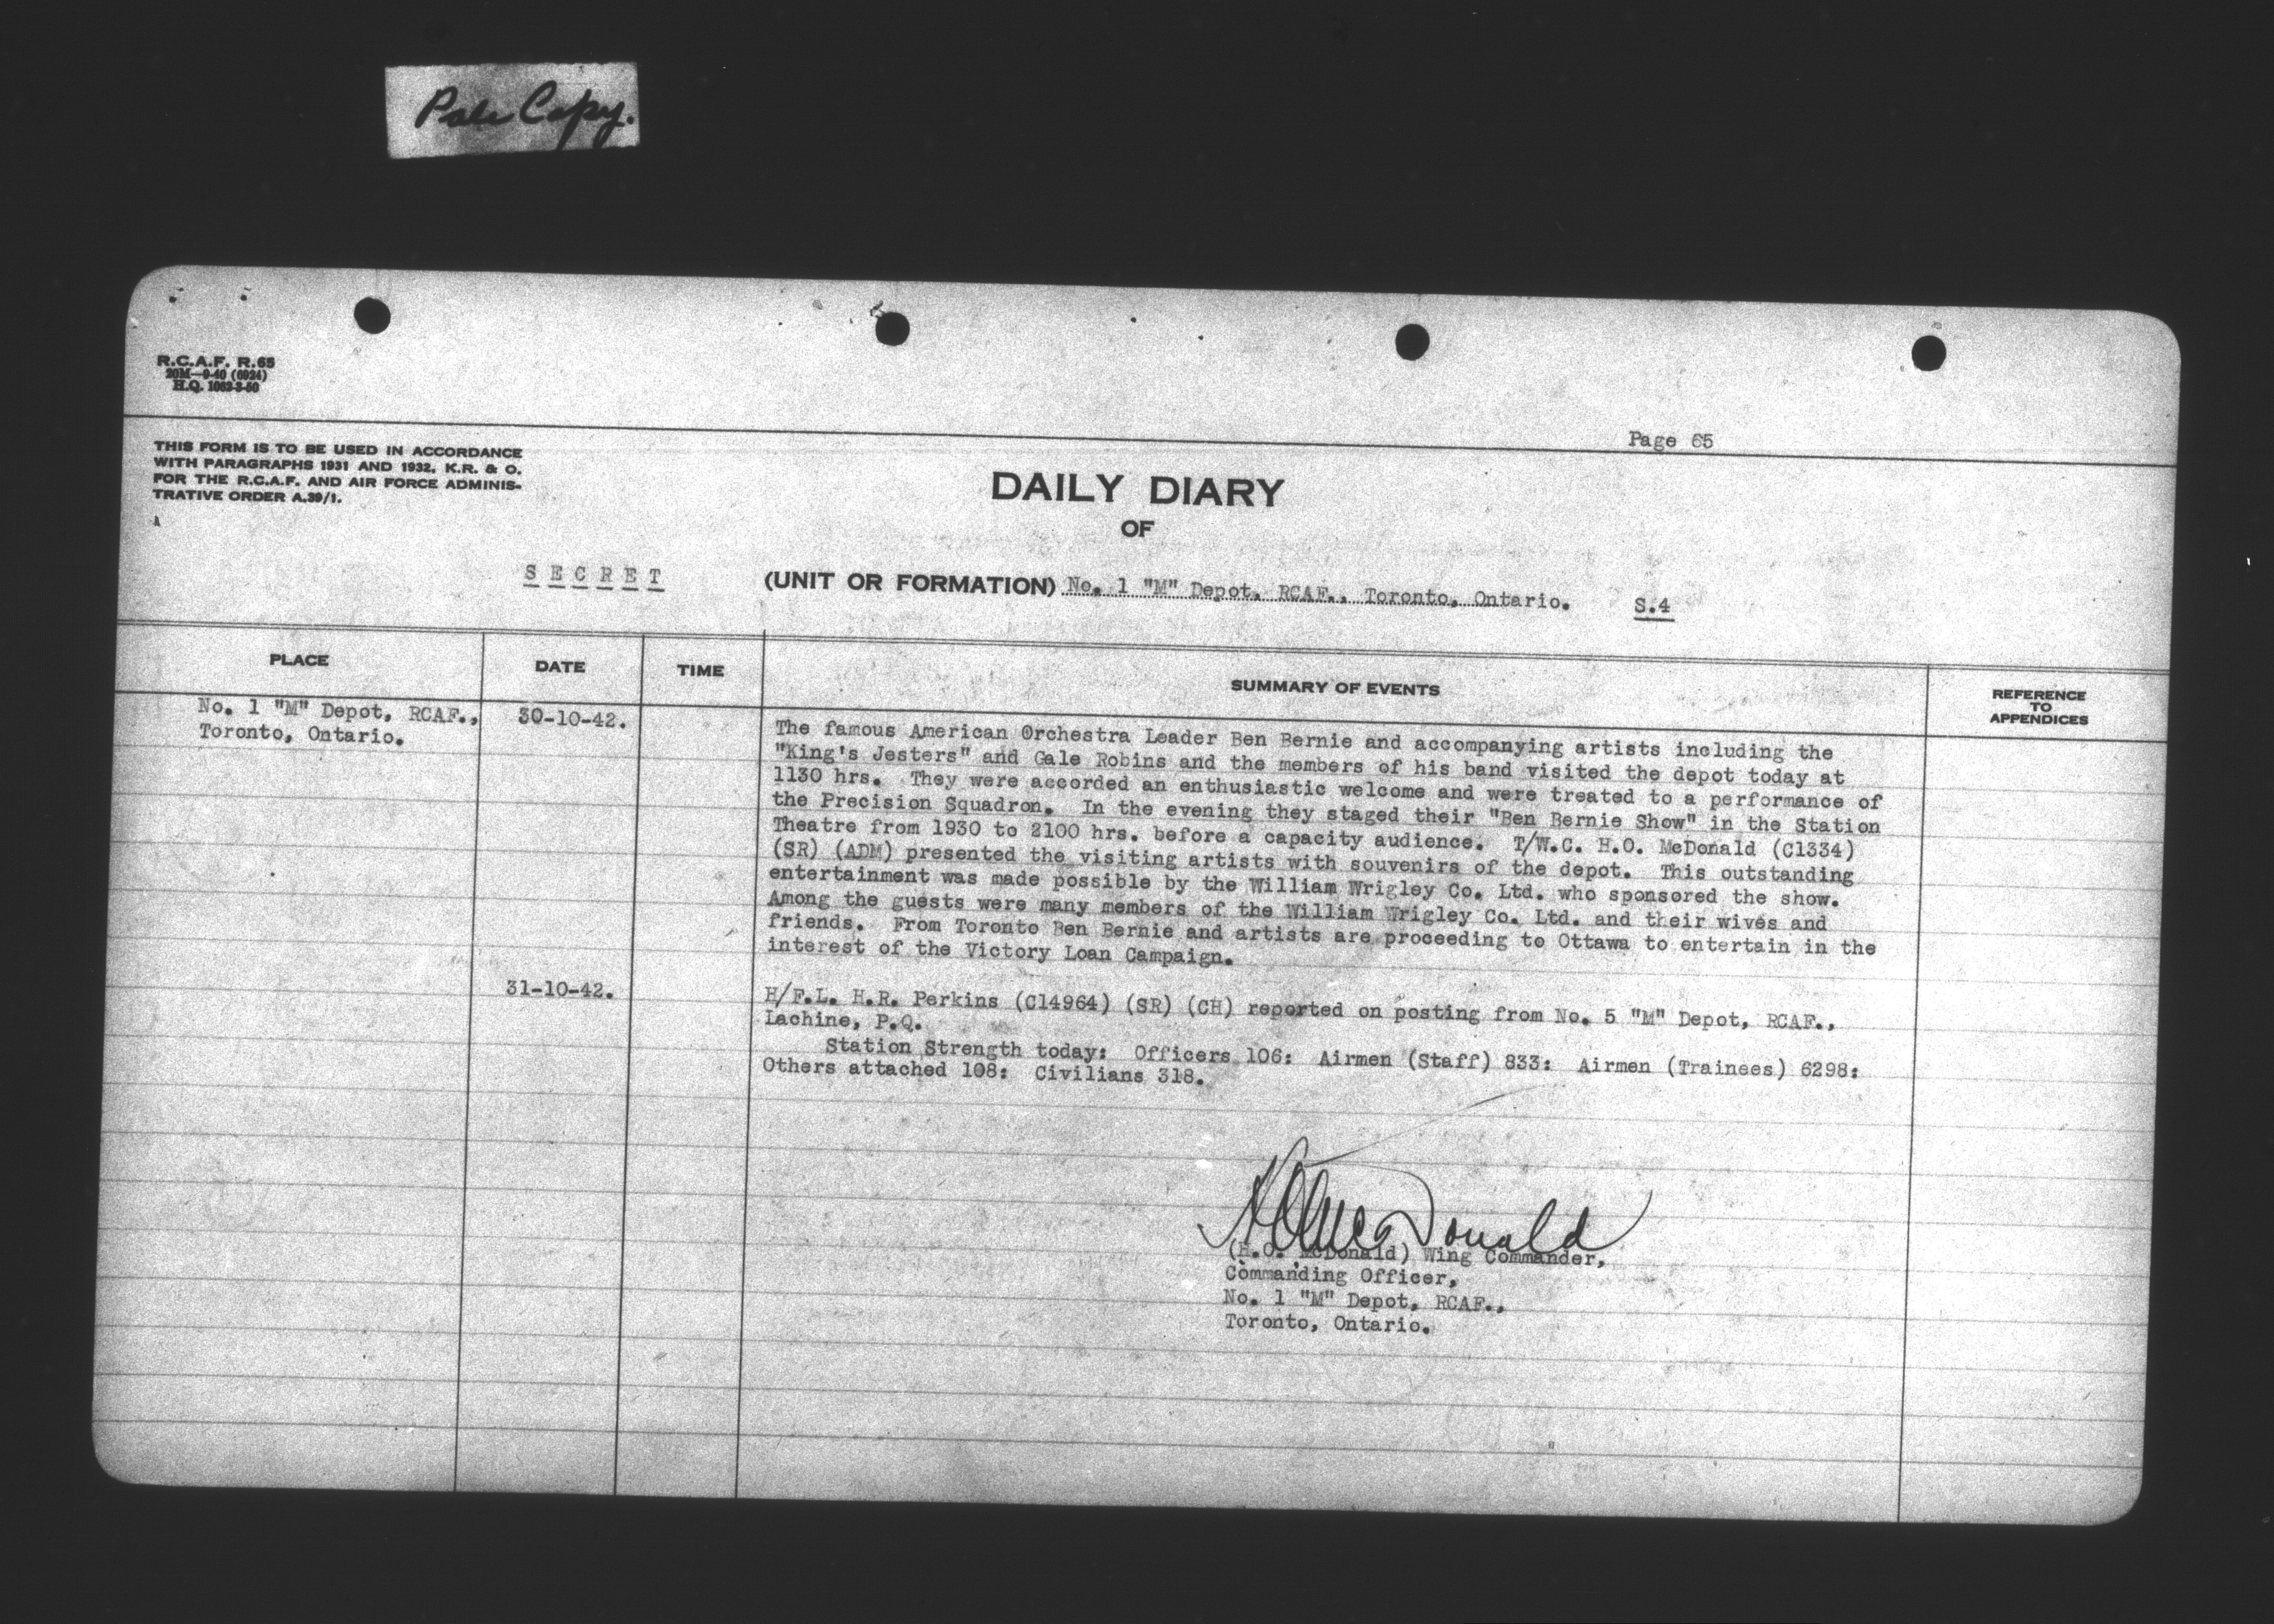 Pale Copy.
R.C.A.F. R.65
20M—9-40 (6924)
H.Q. 1062-3-50
Page 65
THIS FORM IS TO BE USED IN ACCORDANCE
WITH PARAGRAPHS 1931 AND 1932, K.R. & O.
FOR THE R.C.A.F. AND AIR FORCE ADMINIS-
TRATIVE ORDER A.39/1.
DAILY DIARY
OF
SECRET
(UNIT OR FORMATION) No. 1 "M" Depot, RCAF., Toronto, Ontario.
S.4
PLACE
DATE
TIME
SUMMARY OF EVENTS
REFERENCE
TO
APPENDICES
No. 1 "M" Depot, RCAF.,
Toronto, Ontario.
30-10-42.
The famous American Orchestra Leader Ben Bernie and accompanying artists including the
"King's Jesters" and Gale Robins and the members of his band visited the depot today at
1130 hrs. They were accorded an enthusiastic welcome and were treated to a performance of
the Precision Squadron. In the evening they staged their "Ben Bernie Show" in the Station
Theatre from 1930 to 2100 hrs. before a capacity audience. T/W.C. H.O. McDonald (C1334)
(SR) (ADM) presented the visiting artists with souvenirs of the depot. This outstanding
entertainment was made possible by the William Wrigley Co. Ltd. who sponsored the show.
Among the guests were many members of the William Wrigley Co. Ltd. and their wives and
friends. From Toronto Ben Bernie and artists are proceeding to Ottawa to entertain in the
interest of the Victory Loan Campaign.
31-10-42.
H/F.L. H.R. Perkins (C14964) (SR) (CH) reported on posting from No. 5 "M" Depot, RCAF.,
Lachine, P.Q.
Station Strength today: Officers 106: Airmen (Staff) 833: Airmen (Trainees) 6298:
Others attached 108: Civilians 318.
H.O. McDonald
(H.O. McDonald) Wing Commander,
Commanding Officer,
No. 1 "M" Depot, RCAF.,
Toronto, Ontario.